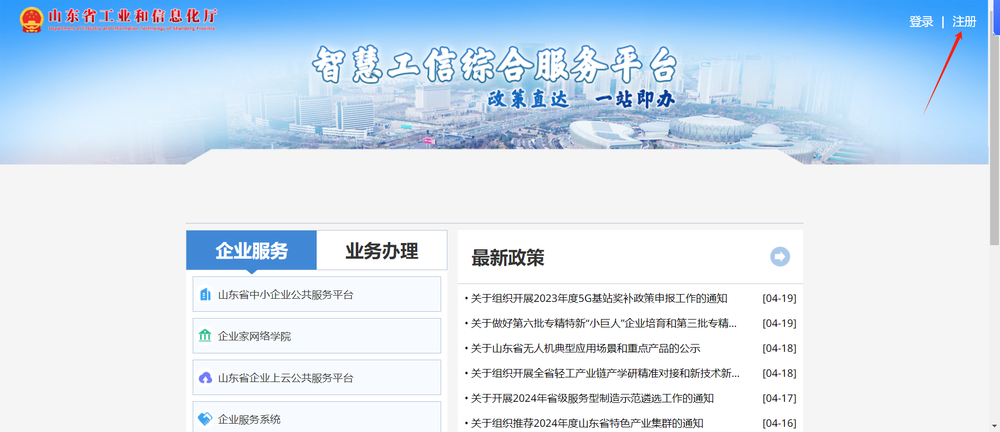 山东省工业和信息化厅
Department of Industry and Information Technology of Shandong Province
登录 | 注册
智慧工信综合服务平台
政策直达 一站即办
企业服务
业务办理
山东省中小企业公共服务平台
企业家网络学院
山东省企业上云公共服务平台
企业服务系统
最新政策
• 关于组织开展2023年度5G基站奖补政策申报工作的通知 [04-19]
• 关于做好第六批专精特新“小巨人”企业培育和第三批专精... [04-19]
• 关于山东省无人机典型应用场景和重点产品的公示 [04-18]
• 关于组织开展全省轻工产业链产学研精准对接和新技术新... [04-18]
• 关于开展2024年省级服务型制造示范遴选工作的通知 [04-17]
• 关于组织推荐2024年度山东省特色产业集群的通知 [04-16]